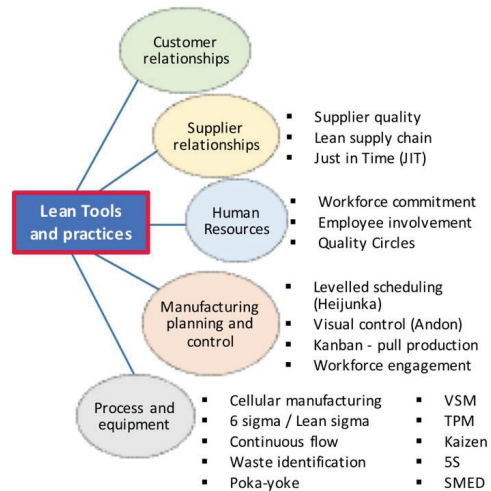 Customer
relationships
Supplier
relationships
▪ Supplier quality
▪ Lean supply chain
▪ Just in Time (JIT)
Lean Tools
and practices
Human
Resources
▪ Workforce commitment
▪ Employee involvement
▪ Quality Circles
Manufacturing
planning and
control
▪ Levelled scheduling
(Heijunka)
▪ Visual control (Andon)
▪ Kanban - pull production
▪ Workforce engagement
Process and
equipment
▪ Cellular manufacturing
▪ 6 sigma / Lean sigma
▪ Continuous flow
▪ Waste identification
▪ Poka-yoke
▪ VSM
▪ TPM
▪ Kaizen
▪ 5S
▪ SMED